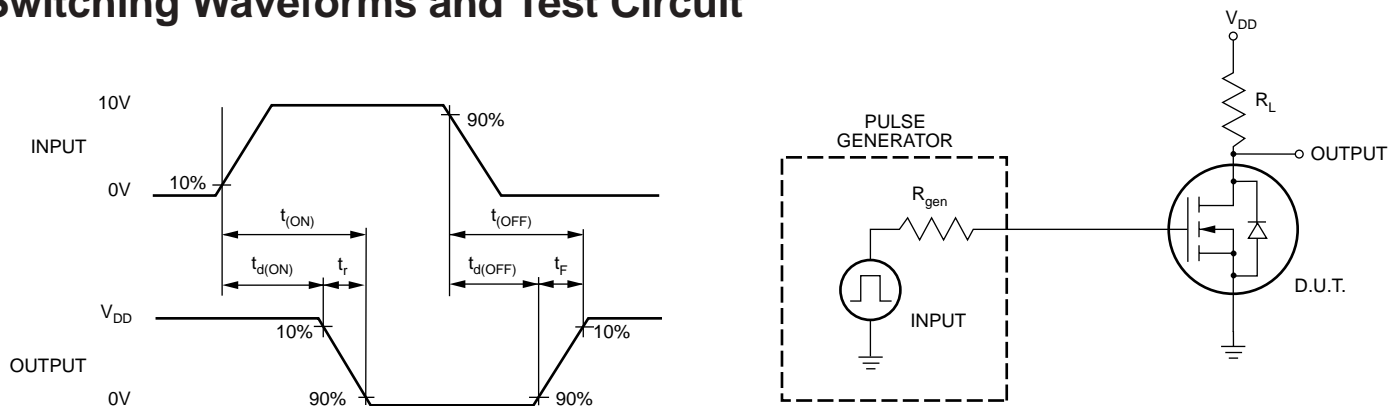 Switching Waveforms and Test Circuit
10V
INPUT
0V
10%
90%
t(ON)
t(OFF)
td(ON)
tr
td(OFF)
tF
VDD
OUTPUT
0V
10%
90%
10%
90%
PULSE
GENERATOR
Rgen
INPUT
VDD
RL
OUTPUT
D.U.T.